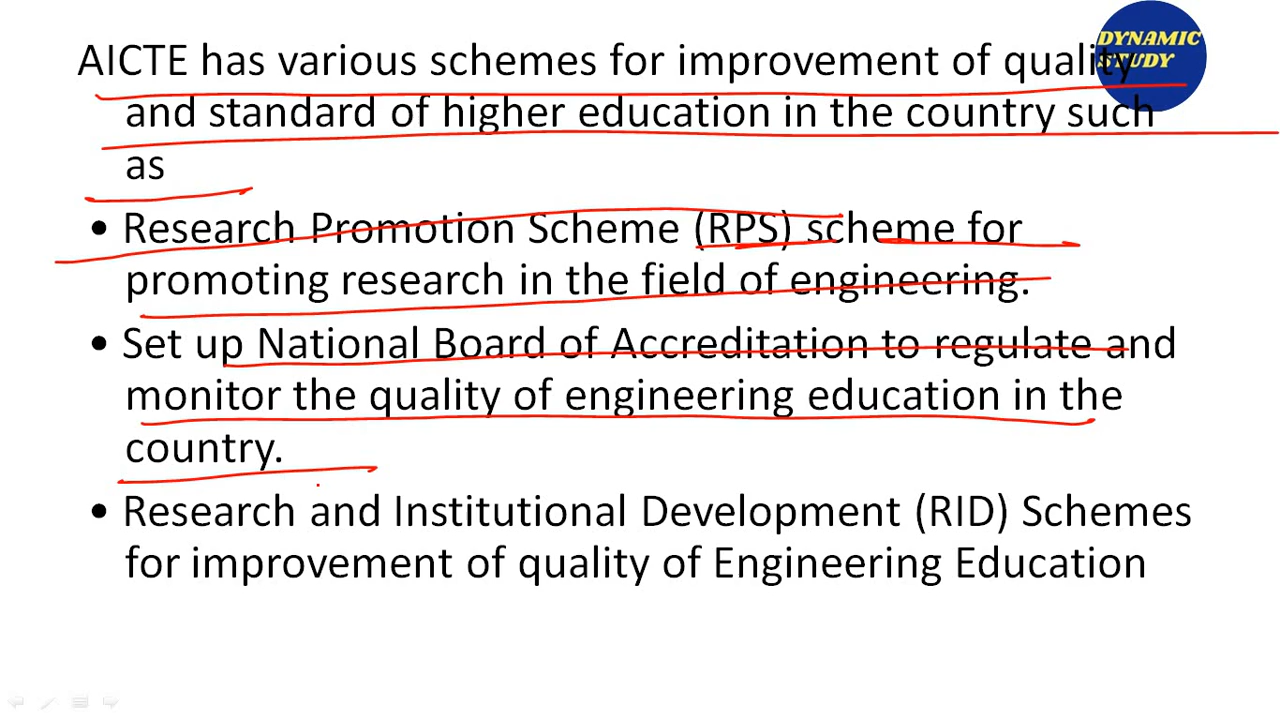 AICTE has various schemes for improvement of quality
and standard of higher education in the country such
as
• Research Promotion Scheme (RPS) scheme for
promoting research in the field of engineering.
• Set up National Board of Accreditation to regulate and
monitor the quality of engineering education in the
country.
• Research and Institutional Development (RID) Schemes
for improvement of quality of Engineering Education
DYNAMIC
STUDY